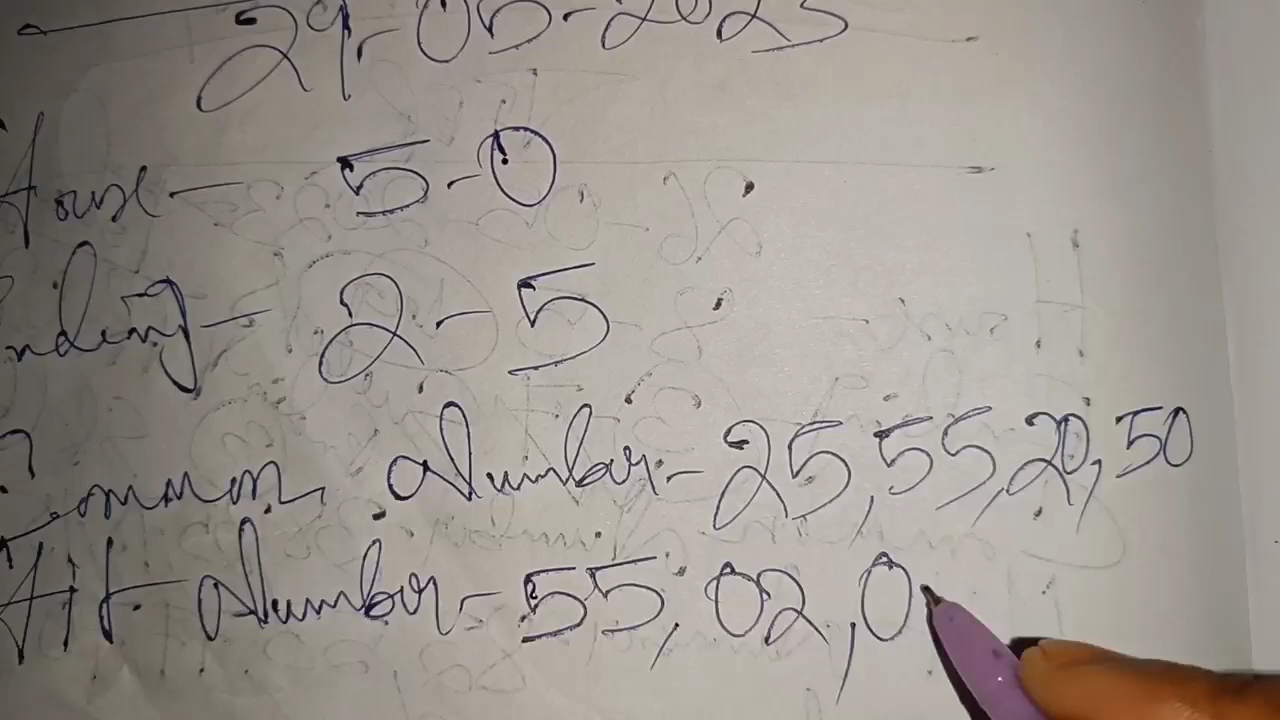 29-05-2023
House- 5-0
Ending- 2-5
Common Number-25,55,20,50
Hit-Number-55,02,0